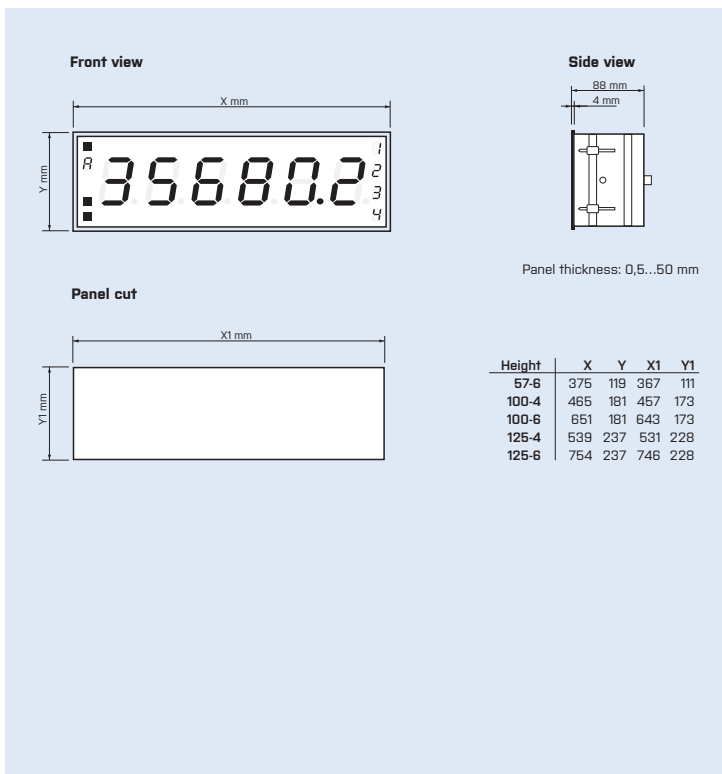 Front view
Side view
88 mm
4 mm
X mm
Y mm
A
35680.2
1
2
3
4
Panel thickness: 0,5...50 mm
Panel cut
X1 mm
Y1 mm
Height X Y X1 Y1
57-6 375 119 367 111
100-4 465 181 457 173
100-6 651 181 643 173
125-4 539 237 531 228
125-6 754 237 746 228